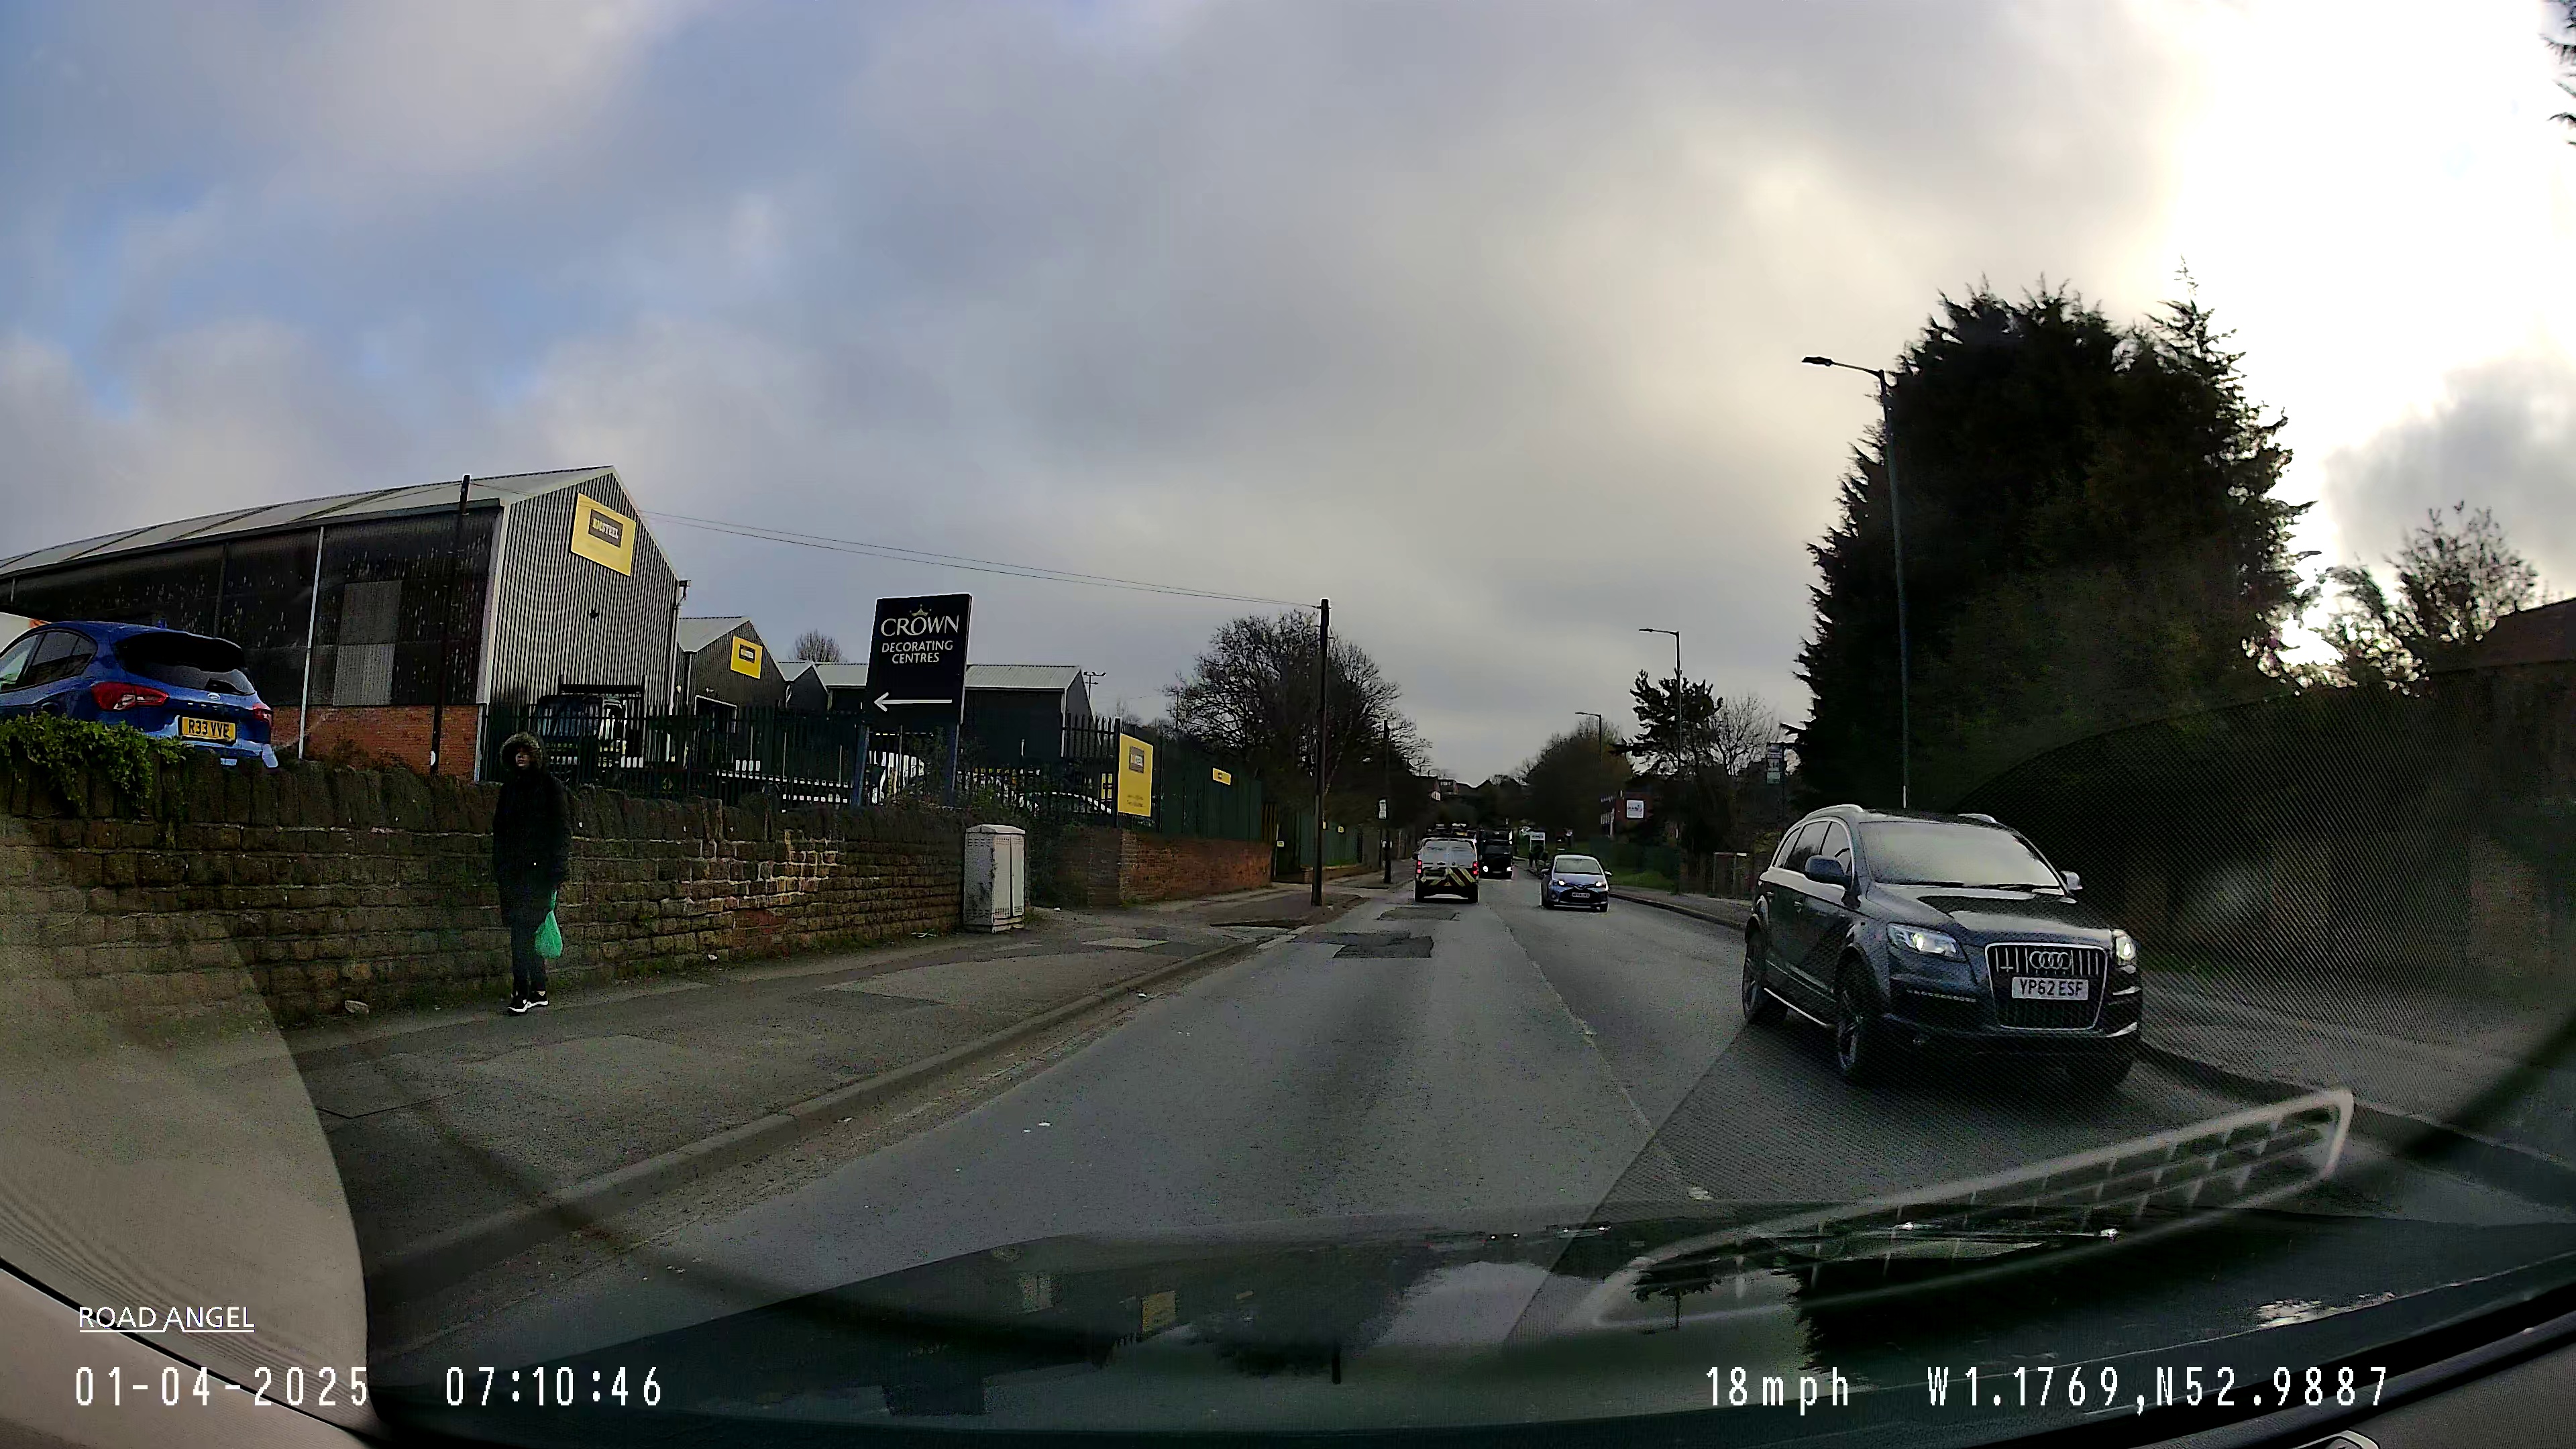 NMSTEEL
CROWN
DECORATING
CENTRES
R33 VVE
YP62 ESF
ROAD ANGEL
01-04-2025 07:10:46 18mph W1.1769,N52.9887